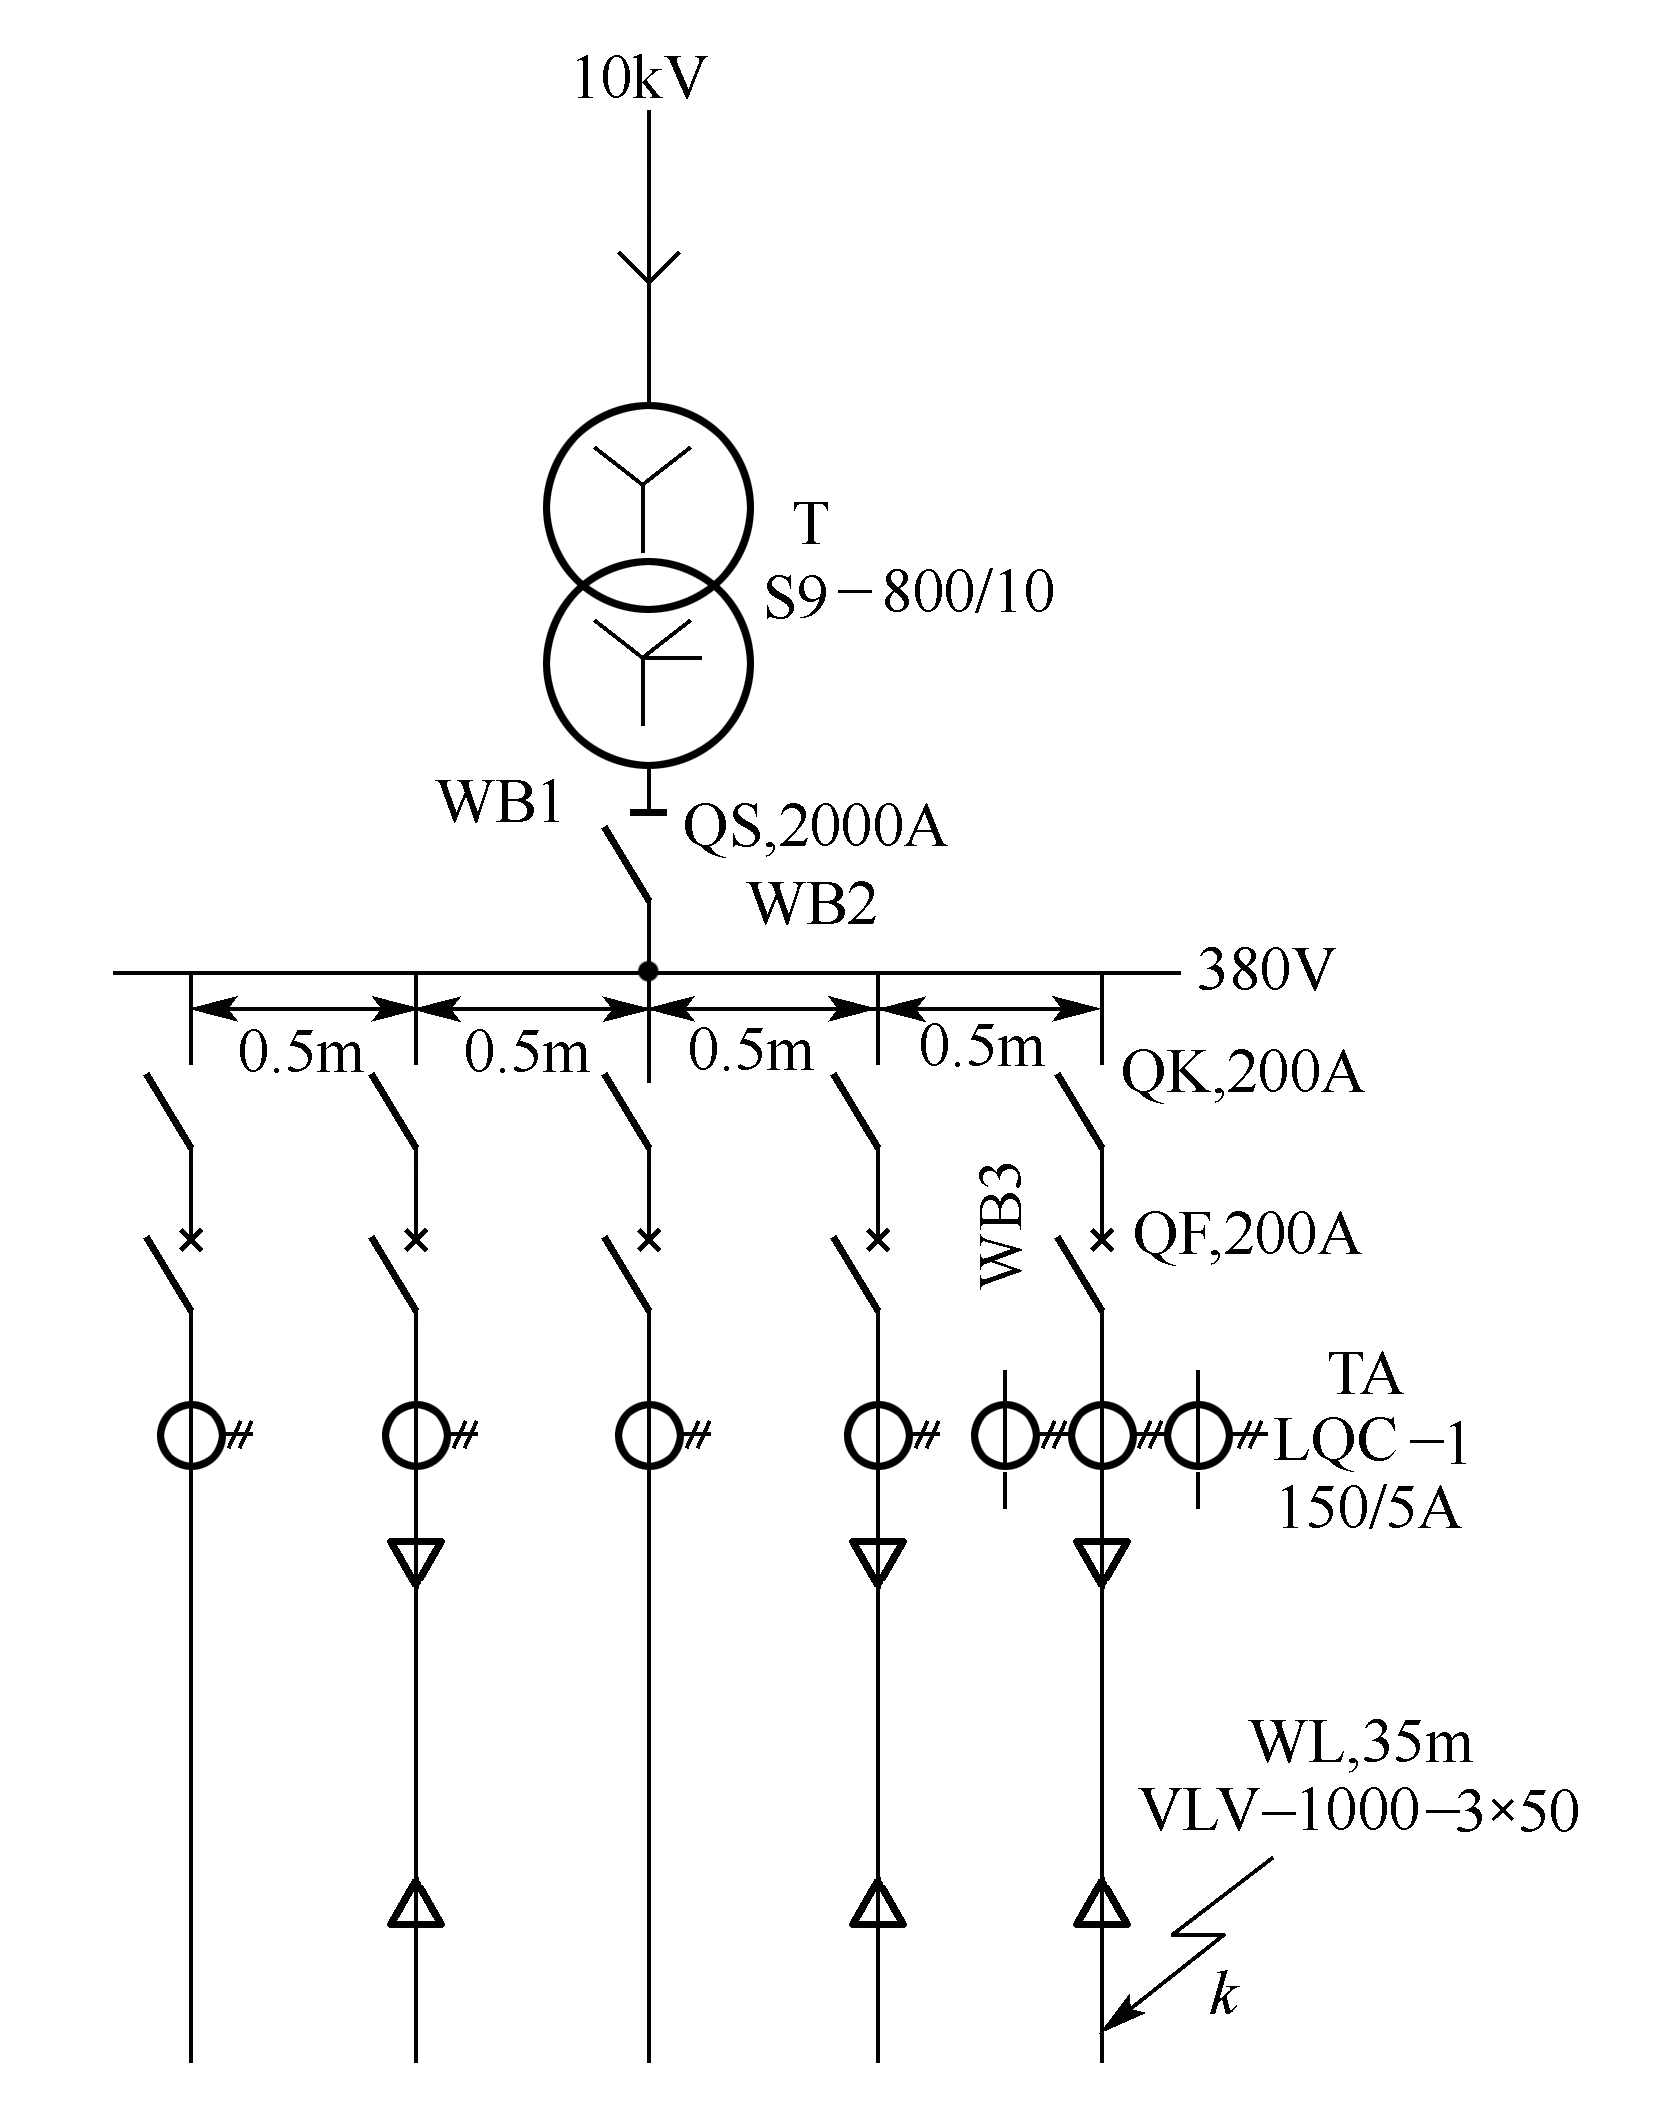 10kV
T
S9-800/10
WB1
QS,2000A
WB2
380V
0.5m
0.5m
0.5m
0.5m
QK,200A
WB3
QF,200A
TA
LQC-1
150/5A
WL,35m
VLV-1000-3×50
k